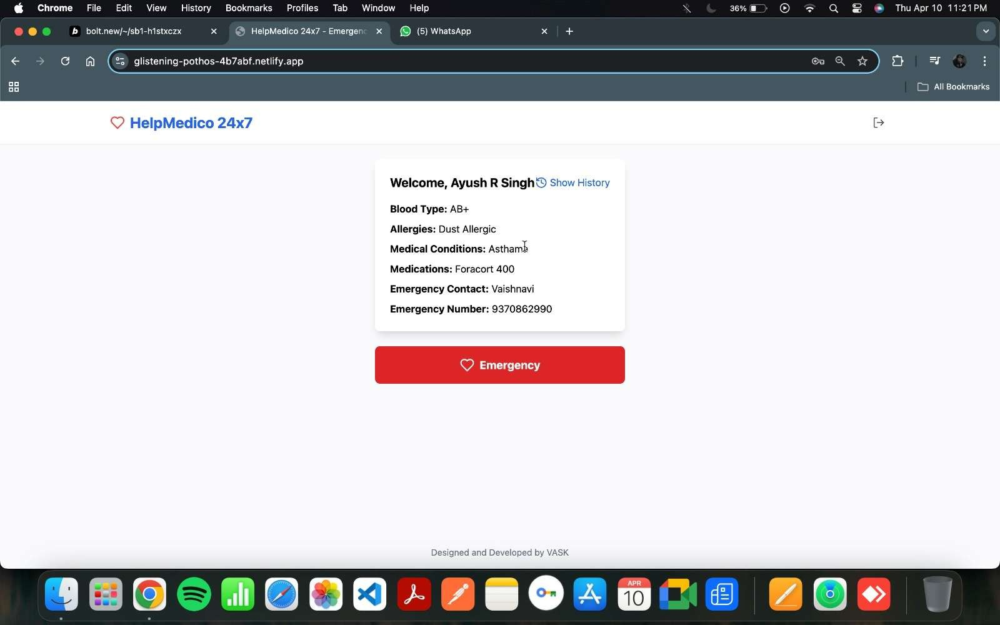 Chrome File Edit View History Bookmarks Profiles Tab Window Help 36% Thu Apr 10 11:21 PM
bolt.new/~/sb1-h1stxczx HelpMedico 24x7 - Emergenc (5) WhatsApp
glistening-pothos-4b7abf.netlify.app
All Bookmarks
HelpMedico 24x7
Welcome, Ayush R Singh Show History
Blood Type: AB+
Allergies: Dust Allergic
Medical Conditions: Asthama
Medications: Foracort 400
Emergency Contact: Vaishnavi
Emergency Number: 9370862990
Emergency
Designed and Developed by VASK
APR
10